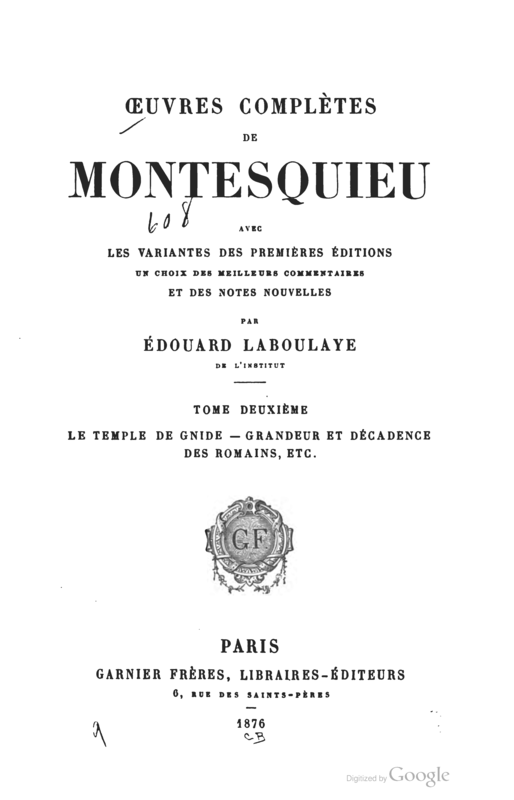 ŒUVRES COMPLÈTES
DE
MONTESQUIEU
608
AVEC
LES VARIANTES DES PREMIÈRES ÉDITIONS
UN CHOIX DES MEILLEURS COMMENTAIRES
ET DES NOTES NOUVELLES
PAR
ÉDOUARD LABOULAYE
DE L'INSTITUT
TOME DEUXIÈME
LE TEMPLE DE GNIDE — GRANDEUR ET DÉCADENCE
DES ROMAINS, ETC.
GF
PARIS
GARNIER FRÈRES, LIBRAIRES-ÉDITEURS
6, RUE DES SAINTS-PÈRES
1876
CB
Digitized by Google